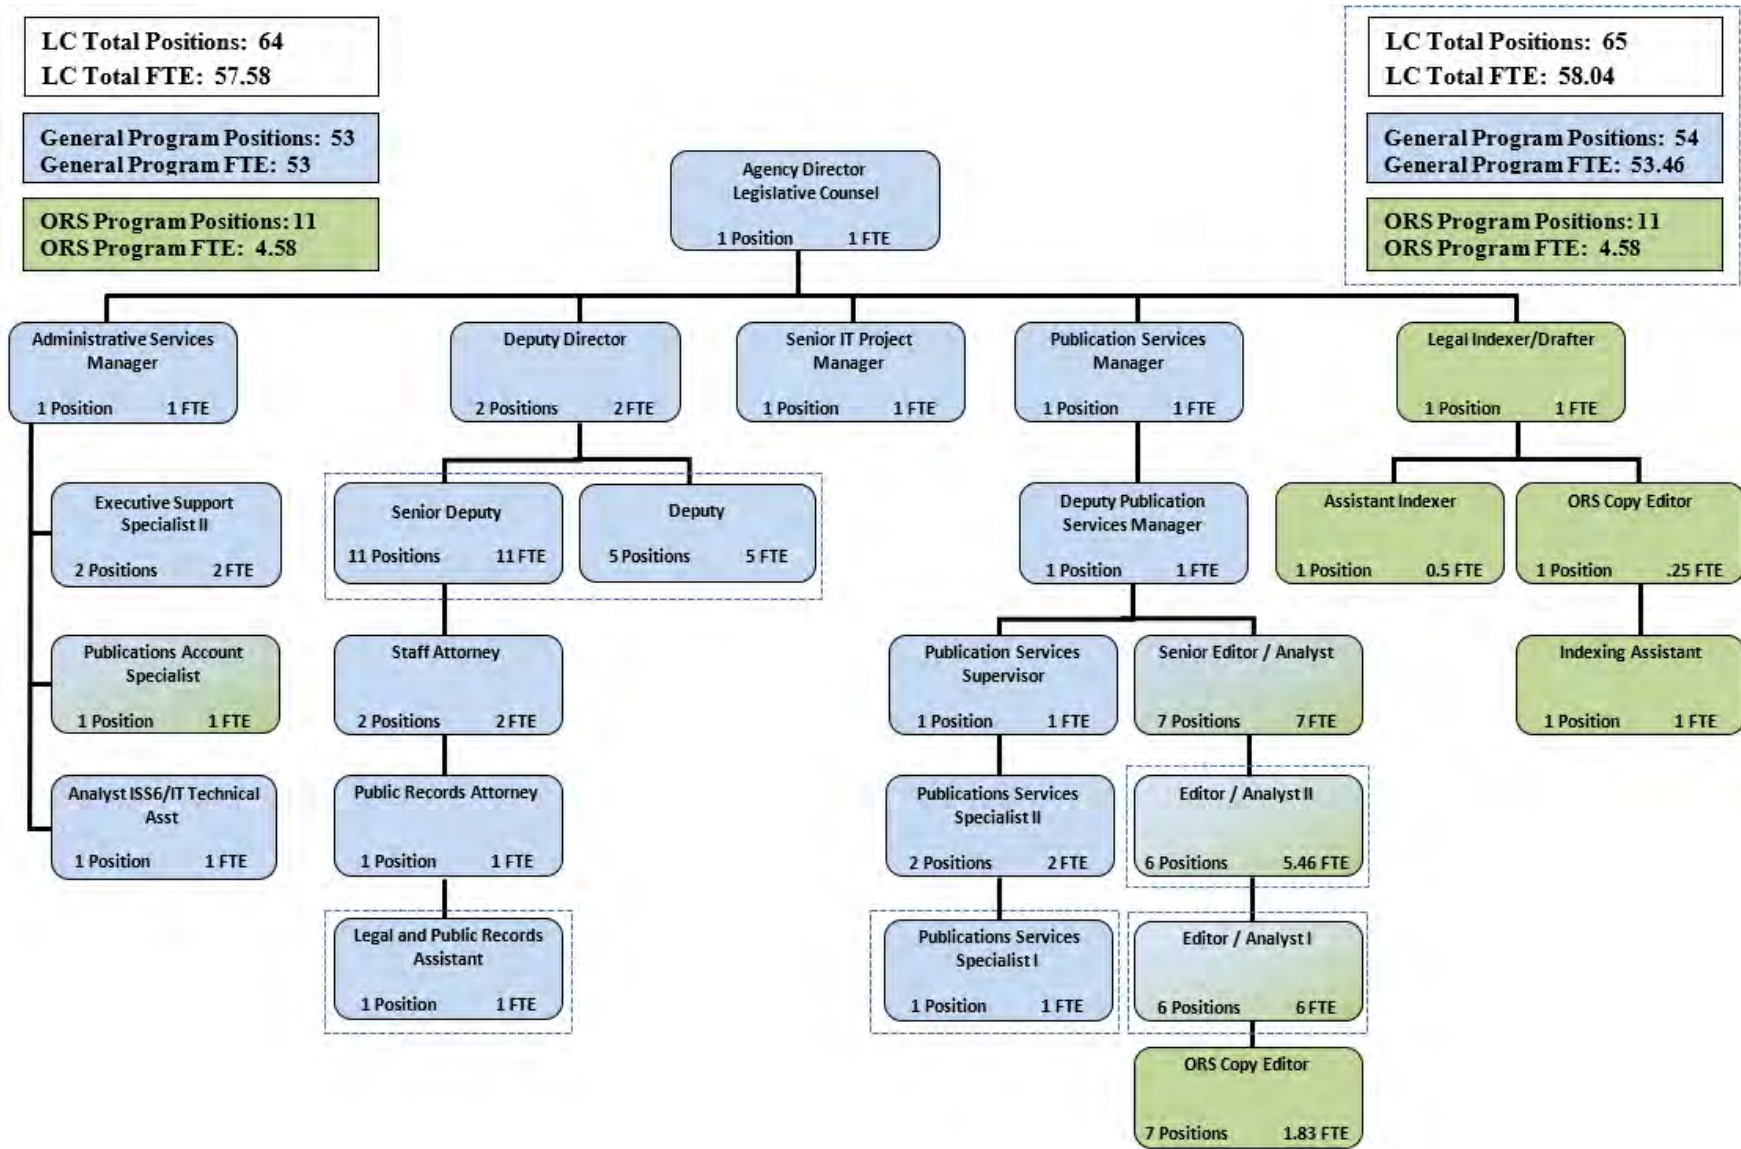 LC Total Positions: 64
LC Total FTE: 57.58
General Program Positions: 53
General Program FTE: 53
ORS Program Positions: 11
ORS Program FTE: 4.58
LC Total Positions: 65
LC Total FTE: 58.04
General Program Positions: 54
General Program FTE: 53.46
ORS Program Positions: 11
ORS Program FTE: 4.58
Agency Director
Legislative Counsel
1 Position 1 FTE
Administrative Services
Manager
1 Position 1 FTE
Deputy Director
2 Positions 2 FTE
Senior IT Project
Manager
1 Position 1 FTE
Publication Services
Manager
1 Position 1 FTE
Legal Indexer/Drafter
1 Position 1 FTE
Executive Support
Specialist II
2 Positions 2 FTE
Senior Deputy
11 Positions 11 FTE
Deputy
5 Positions 5 FTE
Deputy Publication
Services Manager
1 Position 1 FTE
Assistant Indexer
1 Position 0.5 FTE
ORS Copy Editor
1 Position .25 FTE
Publications Account
Specialist
1 Position 1 FTE
Staff Attorney
2 Positions 2 FTE
Publication Services
Supervisor
1 Position 1 FTE
Senior Editor / Analyst
7 Positions 7 FTE
Indexing Assistant
1 Position 1 FTE
Analyst ISS6/IT Technical
Asst
1 Position 1 FTE
Public Records Attorney
1 Position 1 FTE
Publications Services
Specialist II
2 Positions 2 FTE
Editor / Analyst II
6 Positions 5.46 FTE
Legal and Public Records
Assistant
1 Position 1 FTE
Publications Services
Specialist I
1 Position 1 FTE
Editor / Analyst I
6 Positions 6 FTE
ORS Copy Editor
7 Positions 1.83 FTE